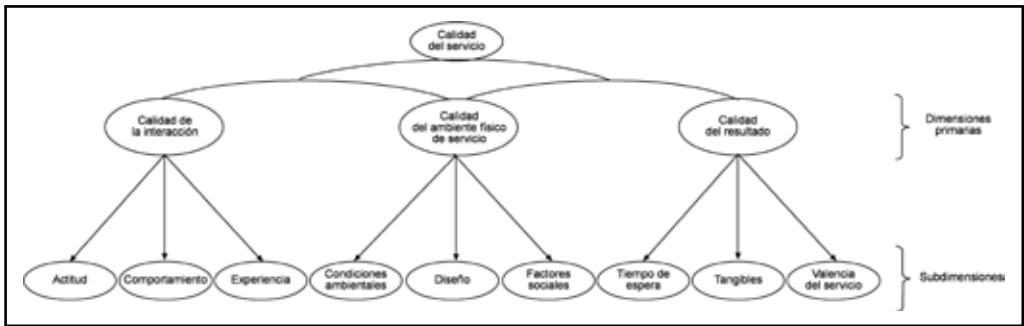 Calidad
del servicio
Calidad de
la interacción
Calidad
del ambiente físico
de servicio
Calidad
del resultado
Dimensiones
primarias
Actitud
Comportamiento
Experiencia
Condiciones
ambientales
Diseño
Factores
sociales
Tiempo de
espera
Tangibles
Valencia
del servicio
Subdimensiones